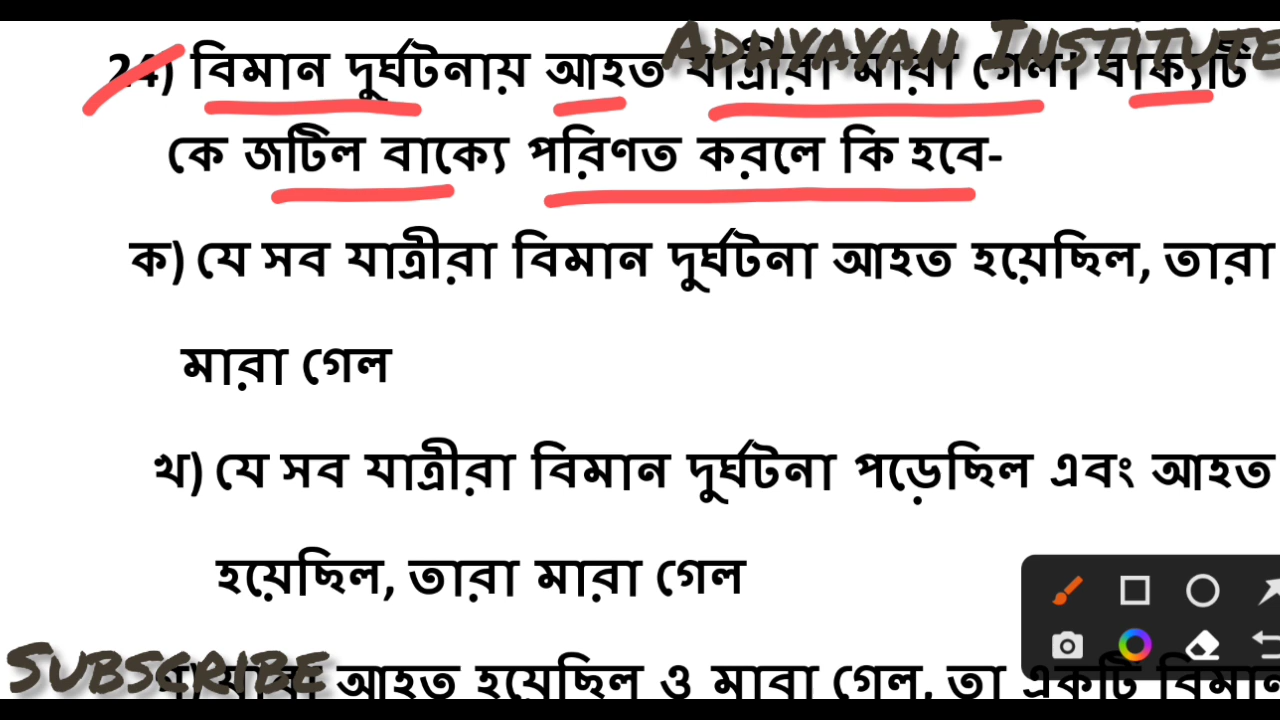 Adhyayan Institute
24) বিমান দুর্ঘটনায় আহত যাত্রীরা মারা গেল। বাক্যটি
কে জটিল বাক্যে পরিণত করলে কি হবে-
ক) যে সব যাত্রীরা বিমান দুর্ঘটনা আহত হয়েছিল, তারা
মারা গেল
খ) যে সব যাত্রীরা বিমান দুর্ঘটনা পড়েছিল এবং আহত
হয়েছিল, তারা মারা গেল
Subscribe
আহত হয়েছিল ও মারা গেল, তা একটি বিমান